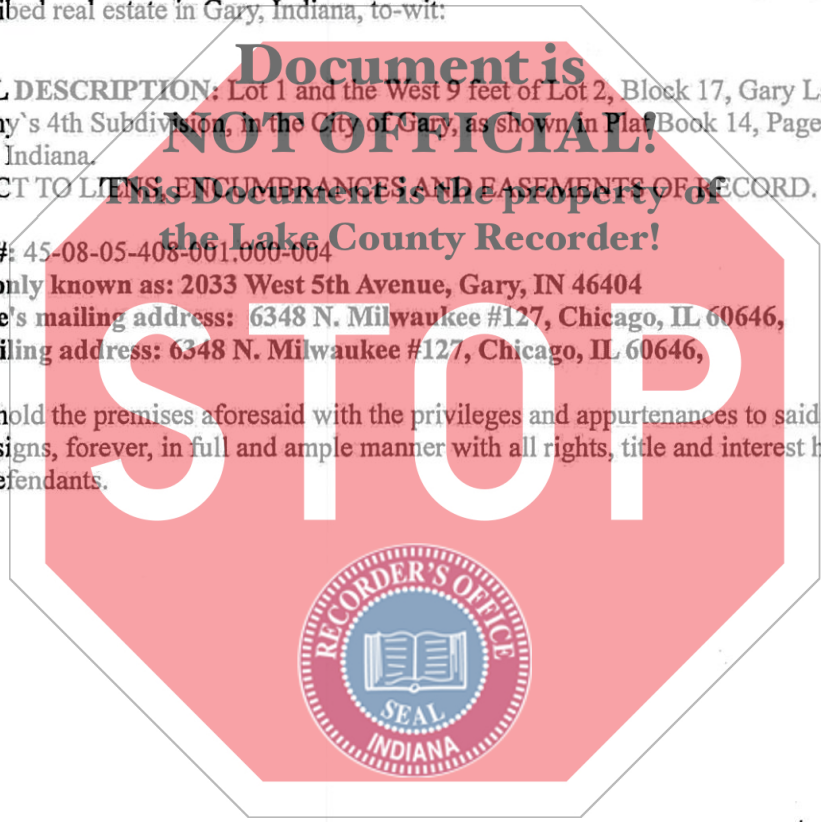 ibed real estate in Gary, Indiana, to-wit:
Document is
L DESCRIPTION: Lot 1 and the West 9 feet of Lot 2, Block 17, Gary L
y`s 4th Subdivision, in the City of Gary, as shown in Plat Book 14, Page
NOT OFFICIAL!
Indiana.
CT TO LIENS, ENCUMBRANCES AND EASEMENTS OF RECORD.
This Document is the property of
the Lake County Recorder!
#: 45-08-05-408-001.000-004
only known as: 2033 West 5th Avenue, Gary, IN 46404
e's mailing address: 6348 N. Milwaukee #127, Chicago, IL 60646,
iling address: 6348 N. Milwaukee #127, Chicago, IL 60646,
STOP
hold the premises aforesaid with the privileges and appurtenances to said
signs, forever, in full and ample manner with all rights, title and interest h
efendants.
RECORDER'S OFFICE
SEAL
INDIANA